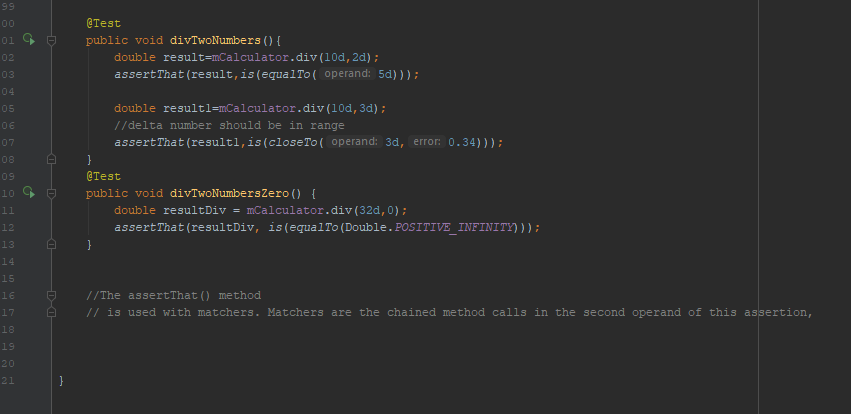 99
00 @Test
01 public void divTwoNumbers(){
02 double result=mCalculator.div(10d,2d);
03 assertThat(result,is(equalTo( operand: 5d)));
04
05 double result1=mCalculator.div(10d,3d);
06 //delta number should be in range
07 assertThat(result1,is(closeTo( operand: 3d, error: 0.34)));
08 }
09 @Test
10 public void divTwoNumbersZero() {
11 double resultDiv = mCalculator.div(32d,0);
12 assertThat(resultDiv, is(equalTo(Double.POSITIVE_INFINITY)));
13 }
14
15
16 //The assertThat() method
17 // is used with matchers. Matchers are the chained method calls in the second operand of this assertion,
18
19
20
21 }